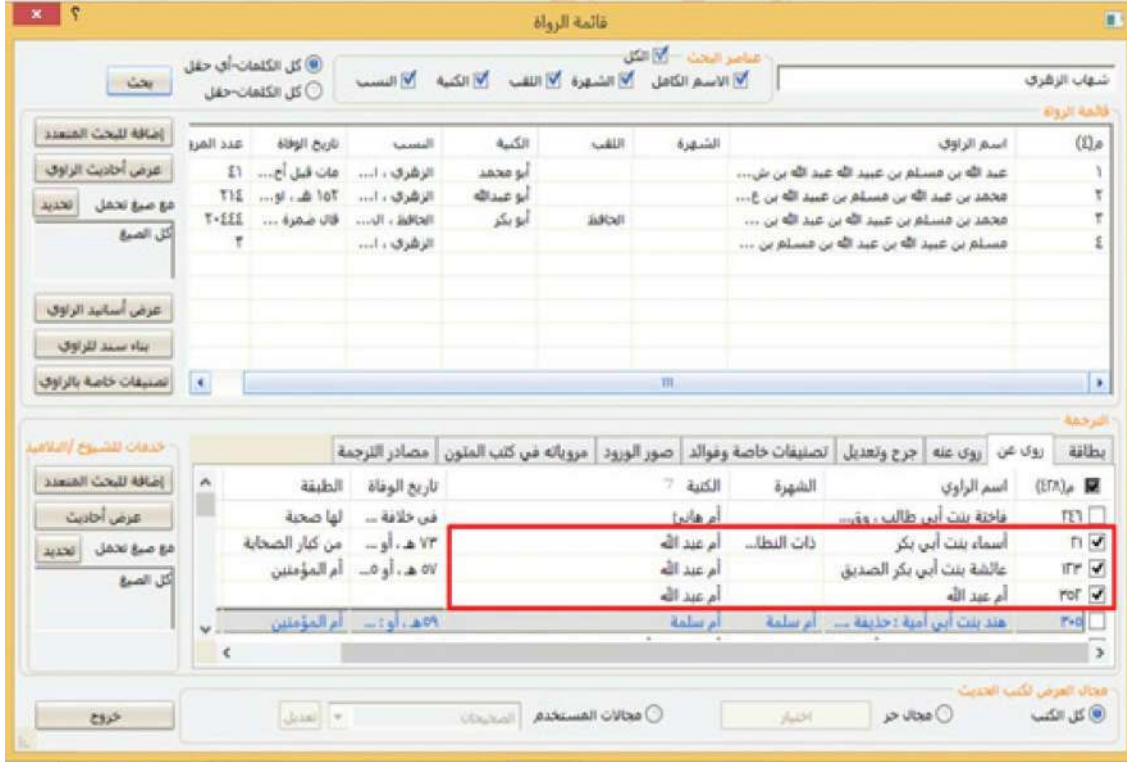 قائمة الرواة
؟
شهاب الزهري
عناصر البحث الكل
الاسم الكامل الشهرة اللقب الكنية النسب
كل الكلمات-أي حقل
كل الكلمات-حقل
بحث
قائمة الرواة
م(٤) اسم الراوي الشهرة اللقب الكنية النسب تاريخ الوفاة عدد المرو
١ عبد الله بن مسلم بن عبيد الله عبد الله بن ش.... أبو محمد الزهري ، ا.... مات قبل أخ.... ٤١
٢ محمد بن عبد الله بن مسلم بن عبيد الله بن ع.... أبو عبدالله الزهري ، ا.... ١٥٢ هـ ، او.... ٢١٤
٣ محمد بن مسلم بن عبيد الله بن عبد الله بن .... الحافظ أبو بكر الحافظ ، ال.... قال ضمرة .... ٢٠٤٤٤
٤ مسلم بن عبيد الله بن عبد الله بن مسلم بن .... الزهري ، ا.... ٣
إضافة للبحث المتعدد
عرض أحاديث الراوي
مع صيغ تحمل تحديد
كل الصيغ
عرض أسانيد الراوي
بناء سند للراوي
تصنيفات خاصة بالراوي
الترجمة
بطاقة روى عن روى عنه جرح وتعديل تصنيفات خاصة وفوائد صور الورود مروياته في كتب المتون مصادر الترجمة
م(٤٢٨) اسم الراوي الشهرة الكنية تاريخ الوفاة الطبقة
٢٤٦ فاختة بنت أبي طالب ، وق.... أم هانئ في خلافة ... لها صحبة
٢١ أسماء بنت أبي بكر ذات النطا... أم عبد الله ٧٣ هـ ، أو ... من كبار الصحابة
١٢٣ عائشة بنت أبي بكر الصديق أم عبد الله ٥٧ هـ ، أو ٥... أم المؤمنين
٣٥٢ أم عبد الله أم عبد الله
٣٠٥ هند بنت أبي أمية : حذيفة .... أم سلمة أم سلمة ٥٩هـ ، أو : ... أم المؤمنين
خدمات للشيوخ /التلاميذ
إضافة للبحث المتعدد
عرض أحاديث
مع صيغ تحمل تحديد
كل الصيغ
مجال العرض لكتب الحديث
كل الكتب مجال حر اختيار مجالات المستخدم الصحيحان تعديل
خروج